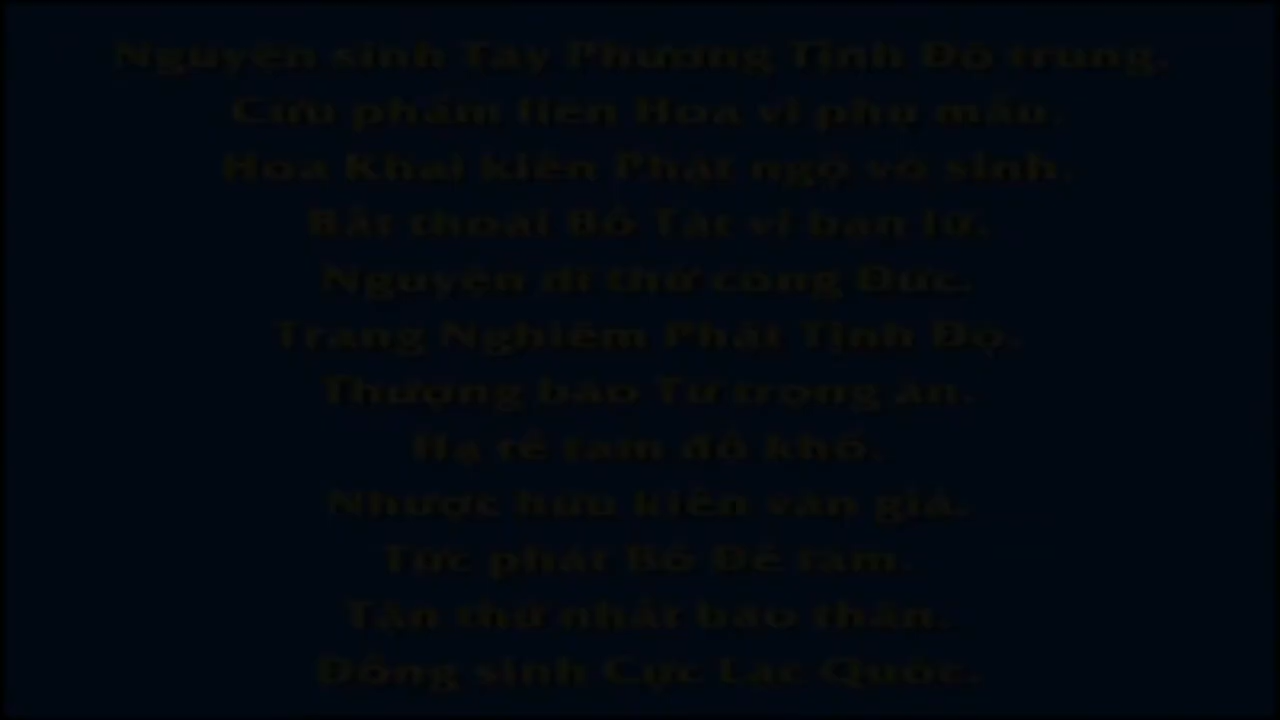 Nguyện sinh Tây Phương Tịnh Độ trung.
Cửu phẩm liên Hoa vi phụ mẫu.
Hoa Khai kiến Phật ngộ vô sinh.
Bất thoái Bồ Tát vi bạn lữ.
Nguyện dĩ thử công Đức.
Trang Nghiêm Phật Tịnh Độ.
Thượng báo Tứ trọng ân.
Hạ tế tam đồ khổ.
Nhược hữu kiến văn giả.
Tức phát Bồ Đề tâm.
Tận thử nhất báo thân.
Đồng sinh Cực Lạc Quốc.